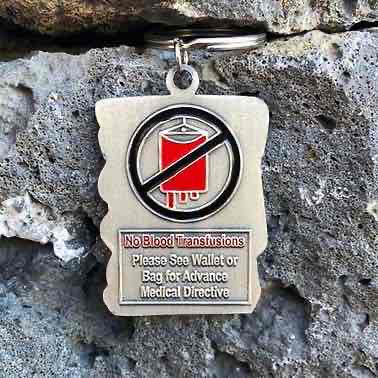 No Blood Transfusions
Please See Wallet or
Bag for Advance
Medical Directive